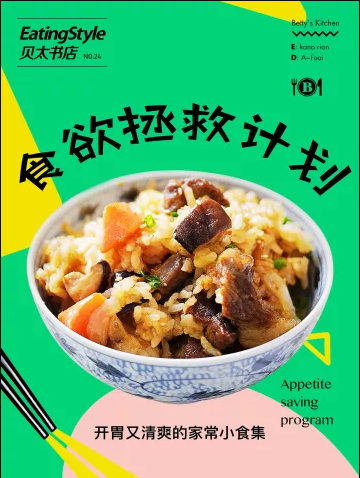 EatingStyle
贝太书店 NO.24
Betty's Kitchen
E: kano rion
D: A-Fuai
B
食欲拯救计划
Appetite
saving
program
开胃又清爽的家常小食集